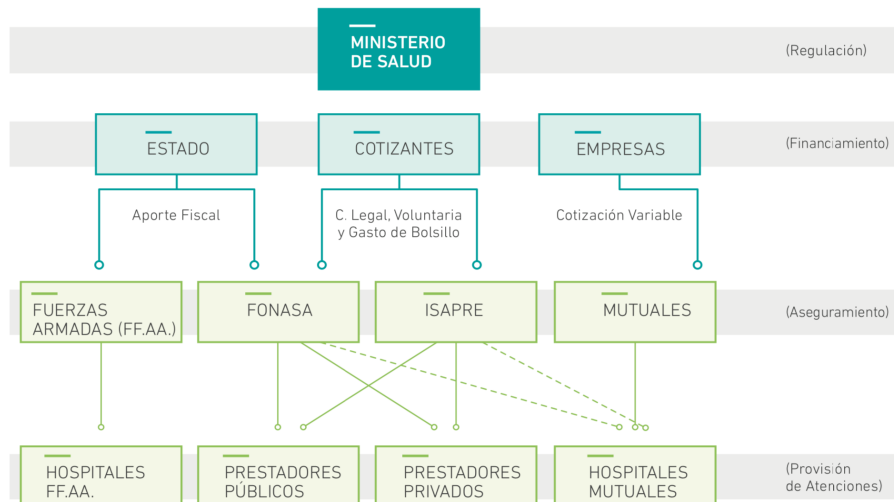 MINISTERIO
DE SALUD
(Regulación)
ESTADO
COTIZANTES
EMPRESAS
(Financiamiento)
Aporte Fiscal
C. Legal, Voluntaria
y Gasto de Bolsillo
Cotización Variable
FUERZAS
ARMADAS (FF.AA.)
FONASA
ISAPRE
MUTUALES
(Aseguramiento)
HOSPITALES
FF.AA.
PRESTADORES
PÚBLICOS
PRESTADORES
PRIVADOS
HOSPITALES
MUTUALES
(Provisión
de Atenciones)